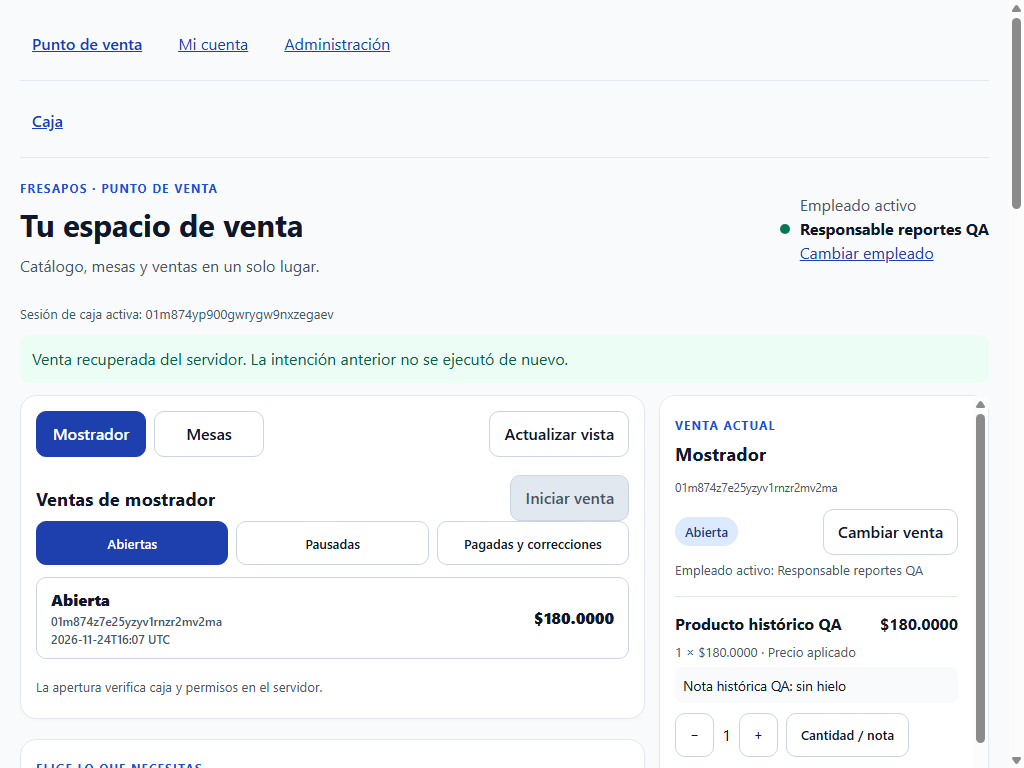 Punto de venta Mi cuenta Administración
Caja
FRESAPOS · PUNTO DE VENTA
Tu espacio de venta
Catálogo, mesas y ventas en un solo lugar.
Empleado activo
Responsable reportes QA
Cambiar empleado
Sesión de caja activa: 01m874yp900gwrygw9nxzegaev
Venta recuperada del servidor. La intención anterior no se ejecutó de nuevo.
Mostrador Mesas Actualizar vista
Ventas de mostrador Iniciar venta
Abiertas Pausadas Pagadas y correcciones
Abierta
01m874z7e25yzyv1rnzr2mv2ma
2026-11-24T16:07 UTC
$180.0000
La apertura verifica caja y permisos en el servidor.
ELIGE LO QUE NECESITAS
VENTA ACTUAL
Mostrador
01m874z7e25yzyv1rnzr2mv2ma
Abierta Cambiar venta
Empleado activo: Responsable reportes QA
Producto histórico QA $180.0000
1 × $180.0000 · Precio aplicado
Nota histórica QA: sin hielo
− 1 + Cantidad / nota